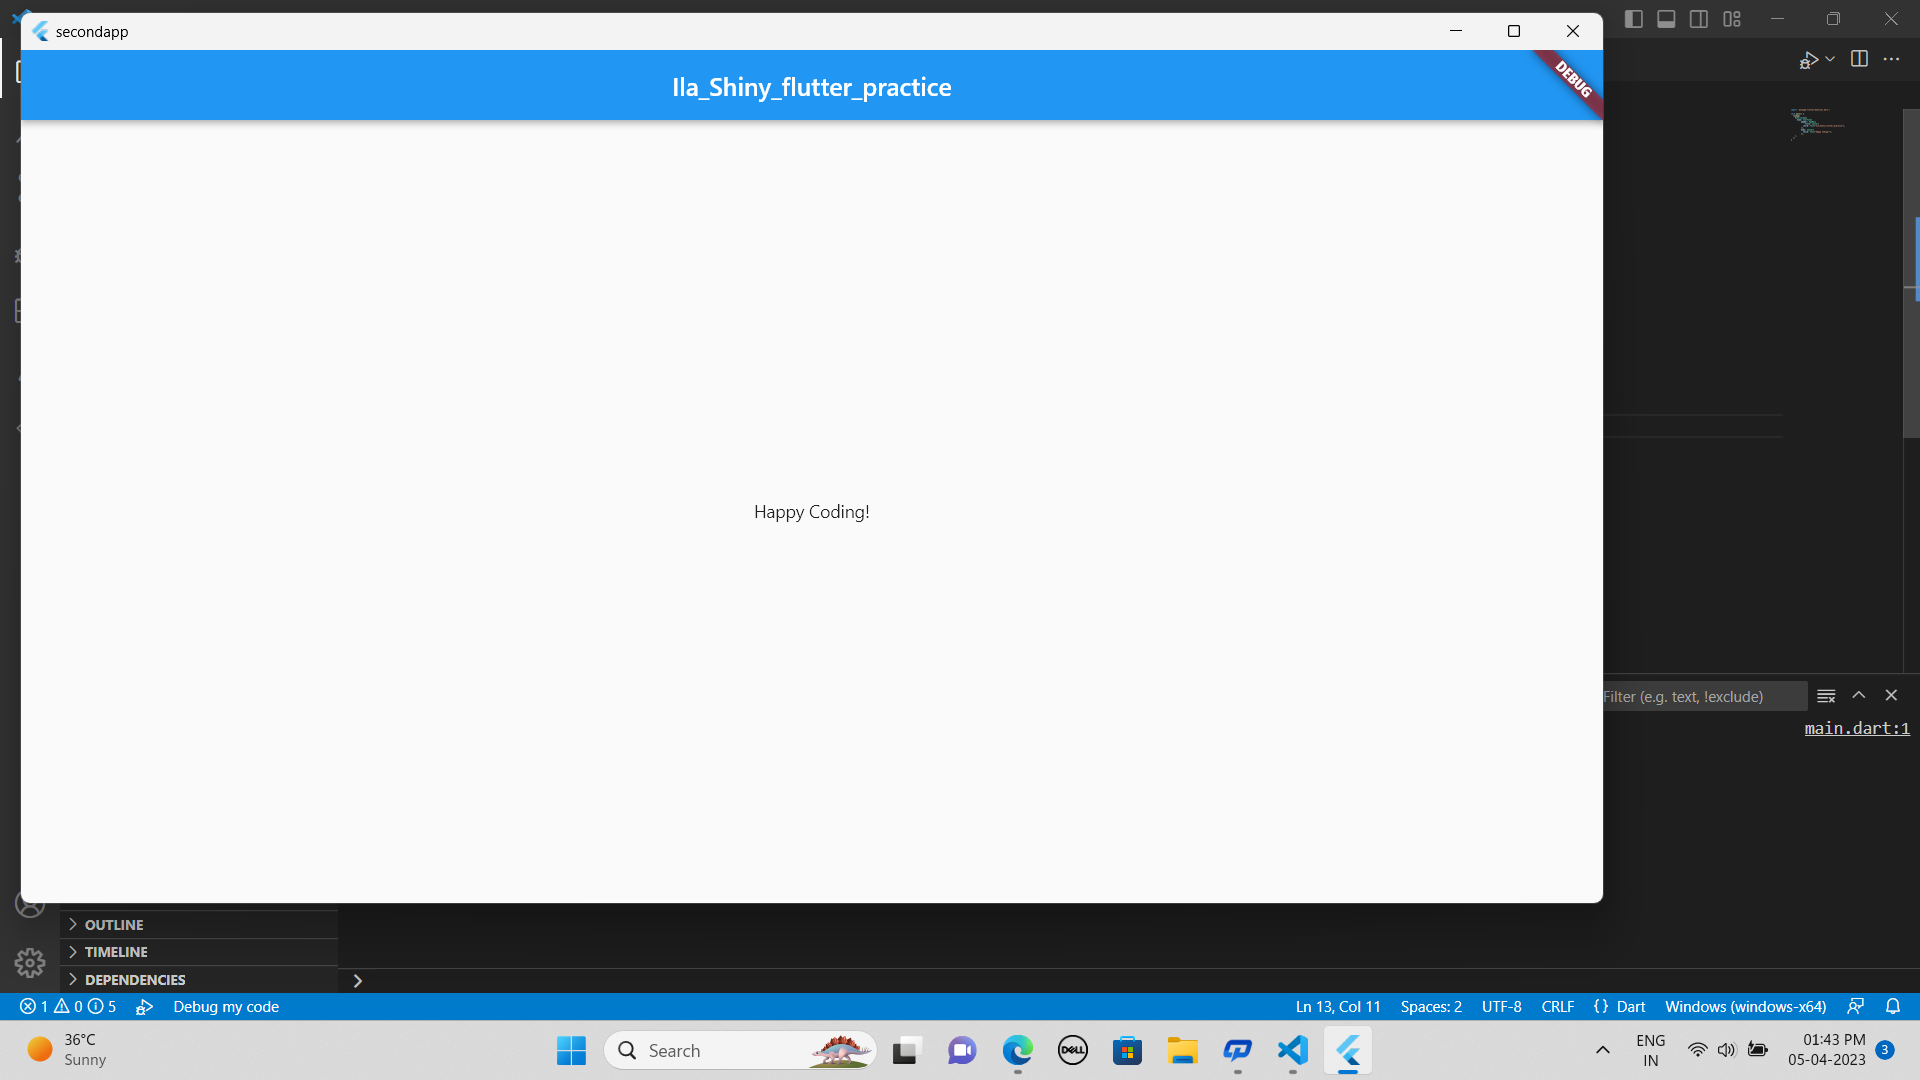 secondapp
Ila_Shiny_flutter_practice
DEBUG
Happy Coding!
Filter (e.g. text, !exclude)
main.dart:1
OUTLINE
TIMELINE
DEPENDENCIES
1 0 5 Debug my code Ln 13, Col 11 Spaces: 2 UTF-8 CRLF {} Dart Windows (windows-x64)
36°C
Sunny
Search
DELL
ENG
IN
01:43 PM
05-04-2023
3